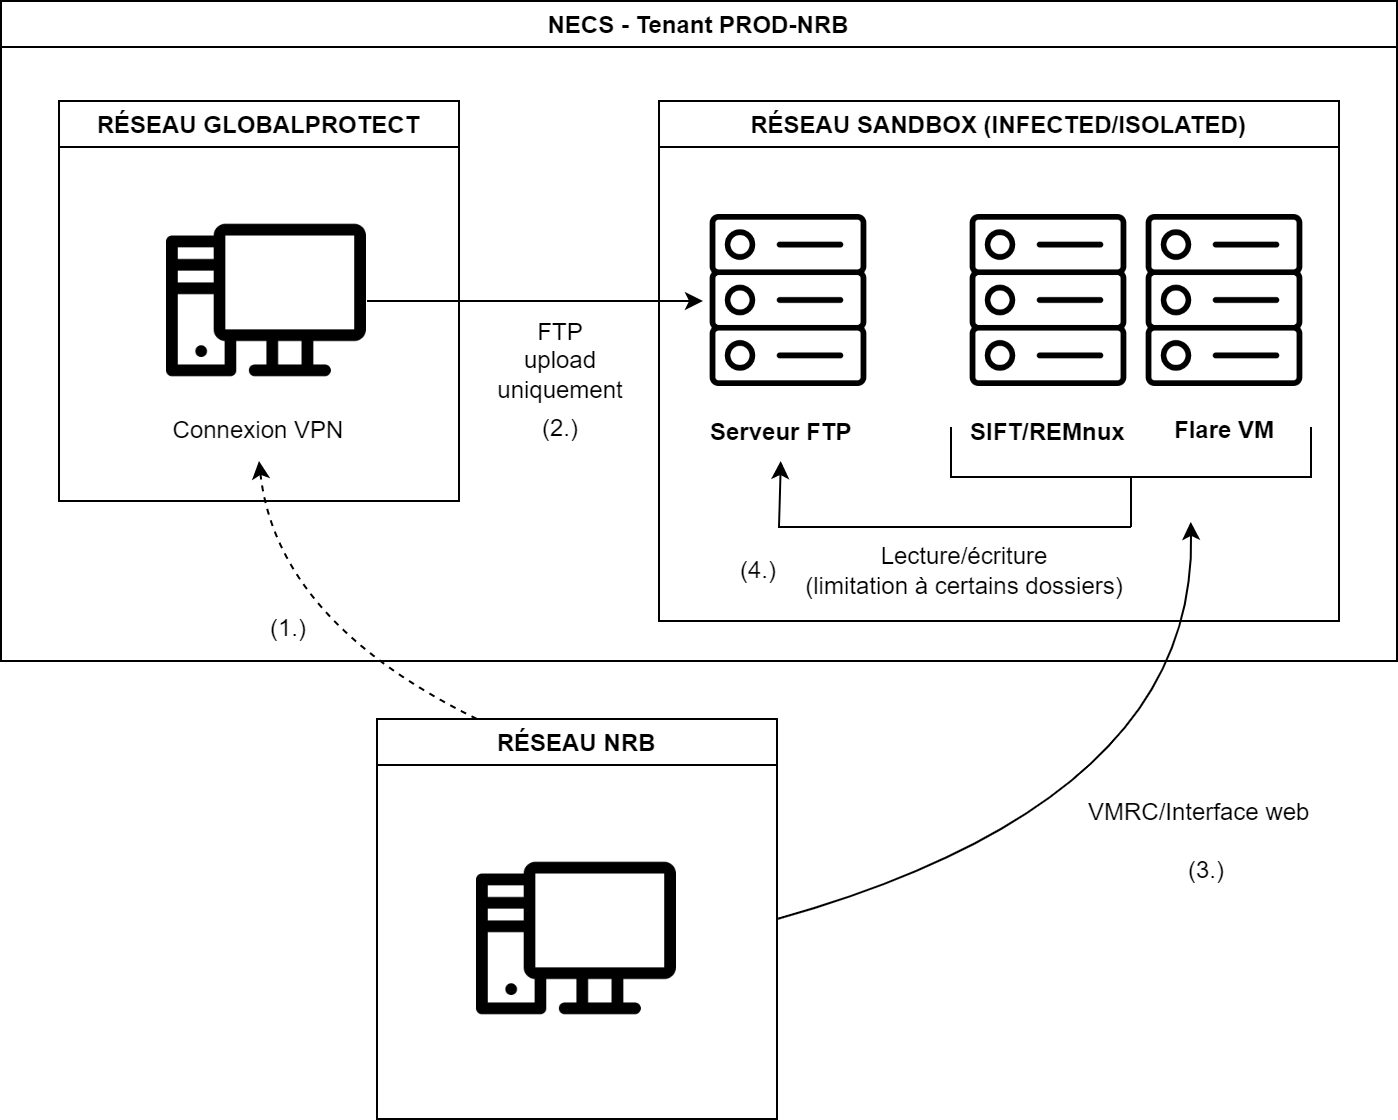 NECS - Tenant PROD-NRB
RÉSEAU GLOBALPROTECT
RÉSEAU SANDBOX (INFECTED/ISOLATED)
FTP
upload
uniquement
(2.)
Connexion VPN
Serveur FTP
SIFT/REMnux
Flare VM
Lecture/écriture
(limitation à certains dossiers)
(4.)
(1.)
RÉSEAU NRB
VMRC/Interface web
(3.)